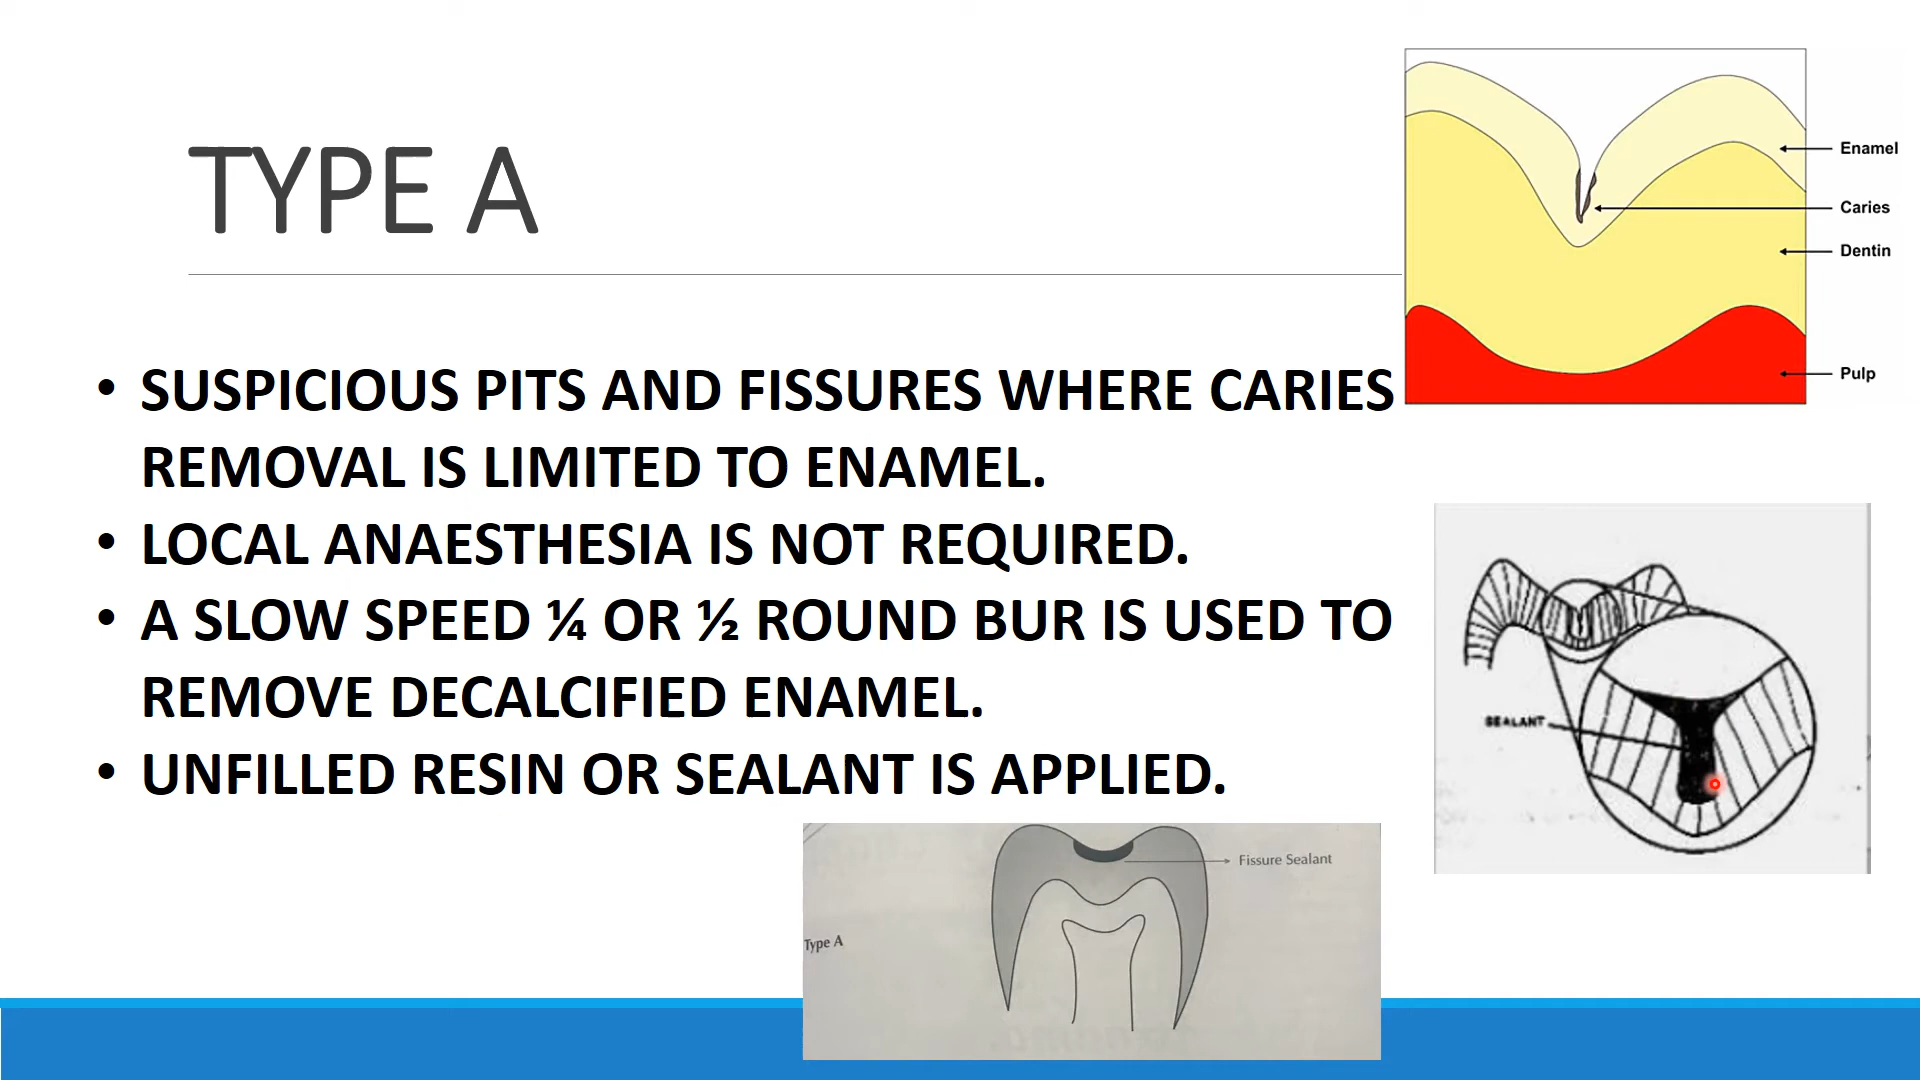 TYPE A
Enamel
Caries
Dentin
Pulp
• SUSPICIOUS PITS AND FISSURES WHERE CARIES
REMOVAL IS LIMITED TO ENAMEL.
• LOCAL ANAESTHESIA IS NOT REQUIRED.
• A SLOW SPEED ¼ OR ½ ROUND BUR IS USED TO
REMOVE DECALCIFIED ENAMEL.
• UNFILLED RESIN OR SEALANT IS APPLIED.
SEALANT
Fissure Sealant
Type A